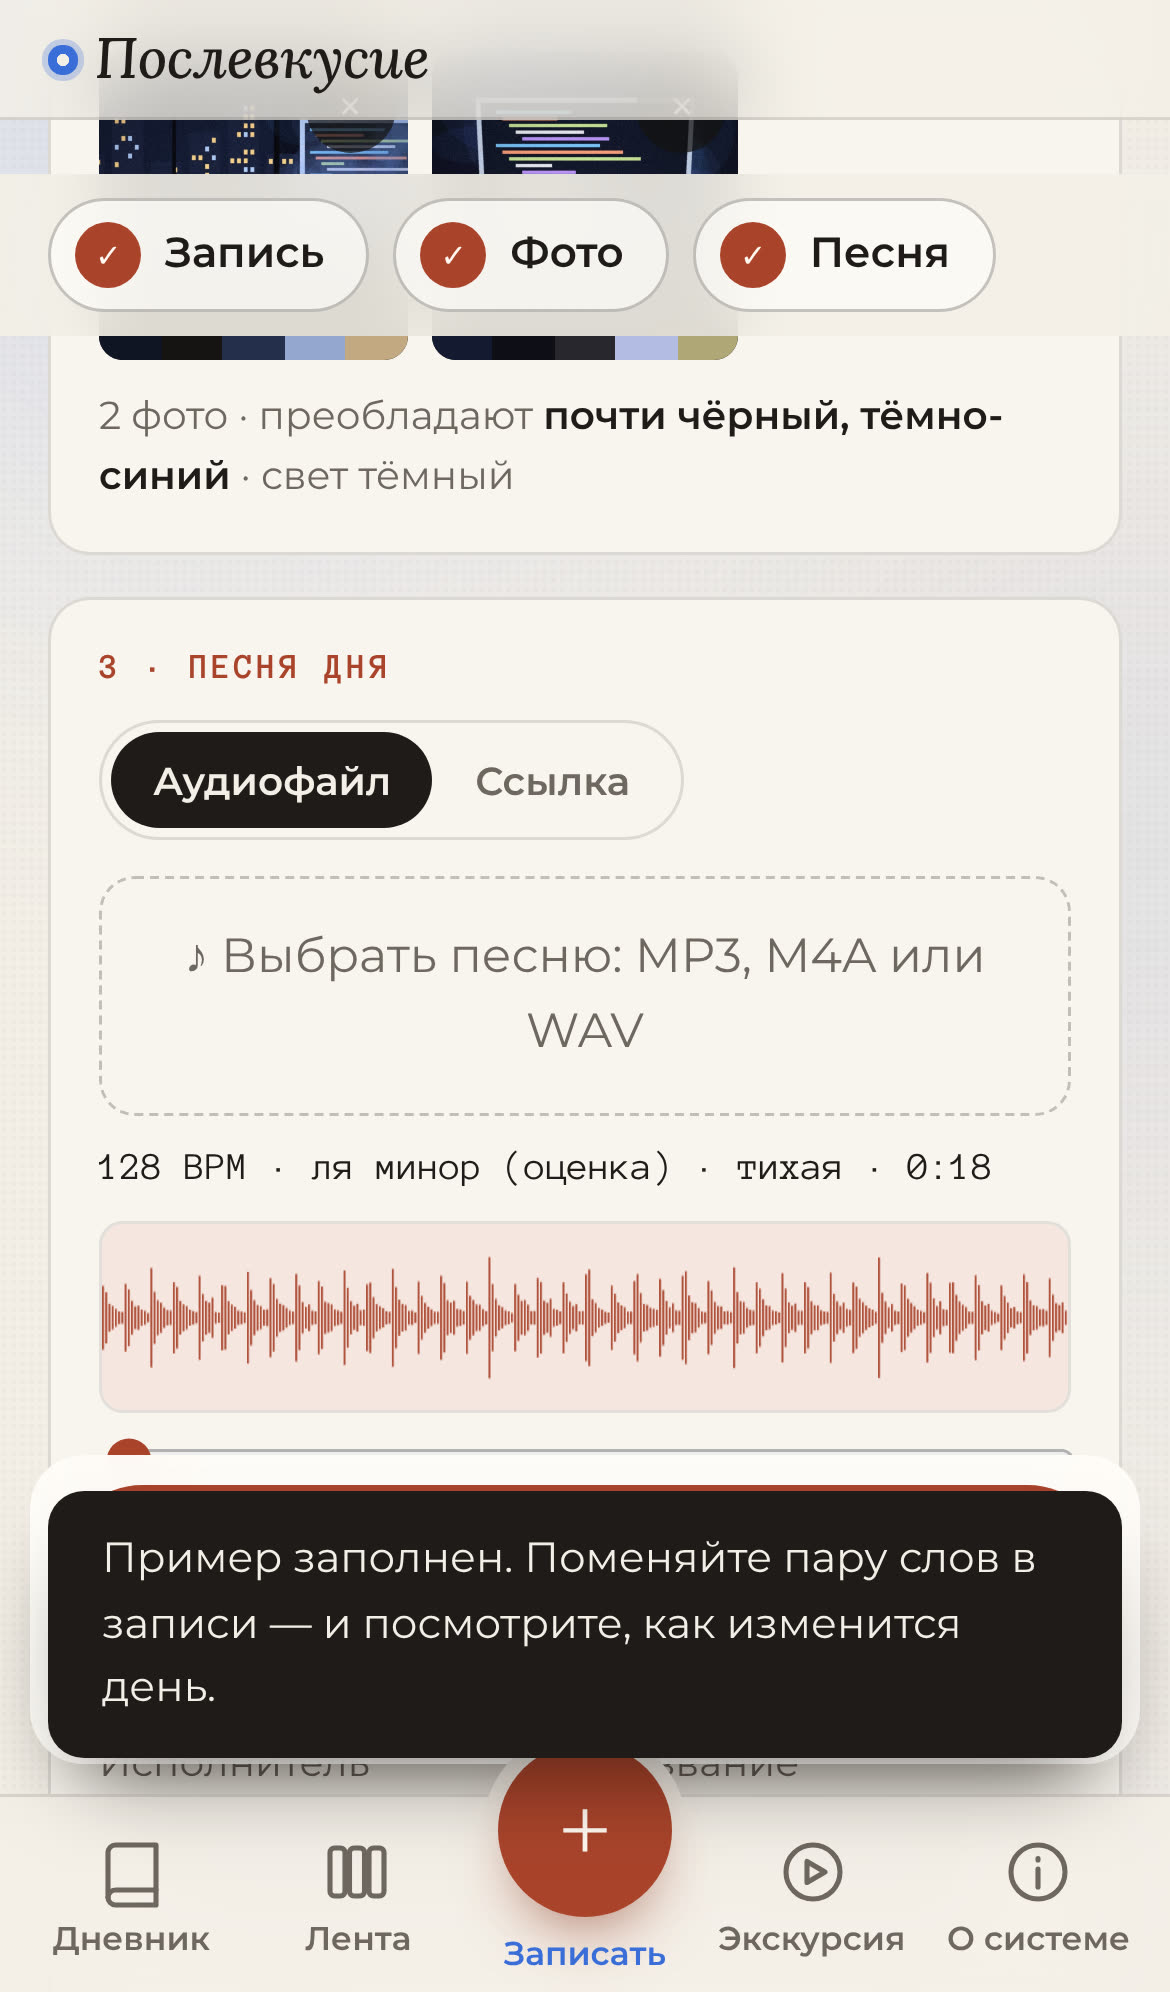 Послевкусие
✓ Запись ✓ Фото ✓ Песня
2 фото · преобладают почти чёрный, тёмно-
синий · свет тёмный
3 · ПЕСНЯ ДНЯ
Аудиофайл Ссылка
♪ Выбрать песню: MP3, M4A или
WAV
128 BPM · ля минор (оценка) · тихая · 0:18
Пример заполнен. Поменяйте пару слов в
записи — и посмотрите, как изменится
день.
Исполнитель
Дневник Лента Записать Экскурсия О системе